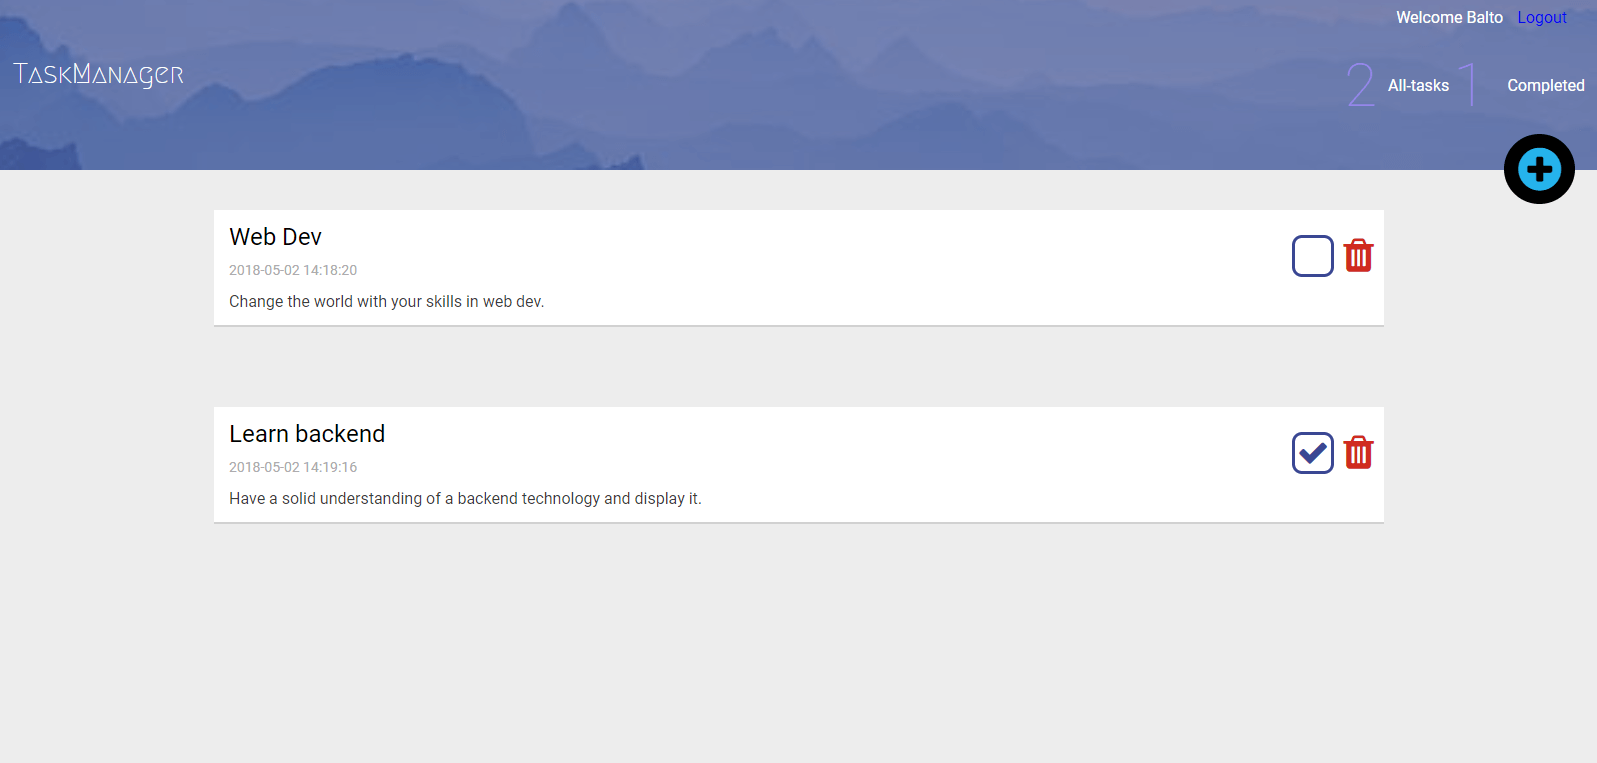 Welcome Balto Logout
TaskManager
2 All-tasks 1 Completed
Web Dev
2018-05-02 14:18:20
Change the world with your skills in web dev.
Learn backend
2018-05-02 14:19:16
Have a solid understanding of a backend technology and display it.